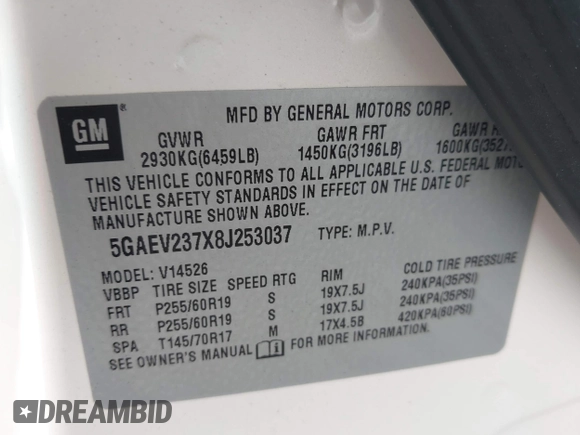 GM ®
MFD BY GENERAL MOTORS CORP.
GVWR GAWR FRT GAWR
2930KG(6459LB) 1450KG(3196LB)
THIS VEHICLE CONFORMS TO ALL APPLICABLE U.S. FEDERAL
VEHICLE SAFETY STANDARDS IN EFFECT ON THE DATE OF
MANUFACTURE SHOWN ABOVE.
5GAEV237X8J253037 TYPE: M.P.V.
MODEL: V14526
VBBP TIRE SIZE SPEED RTG RIM COLD TIRE PRESSURE
FRT P255/60R19 S 19X7.5J 240KPA(35PSI)
RR P255/60R19 S 19X7.5J 240KPA(35PSI)
SPA T145/70R17 M 17X4.5B 420KPA(60PSI)
SEE OWNER'S MANUAL FOR MORE INFORMATION
DREAMBID